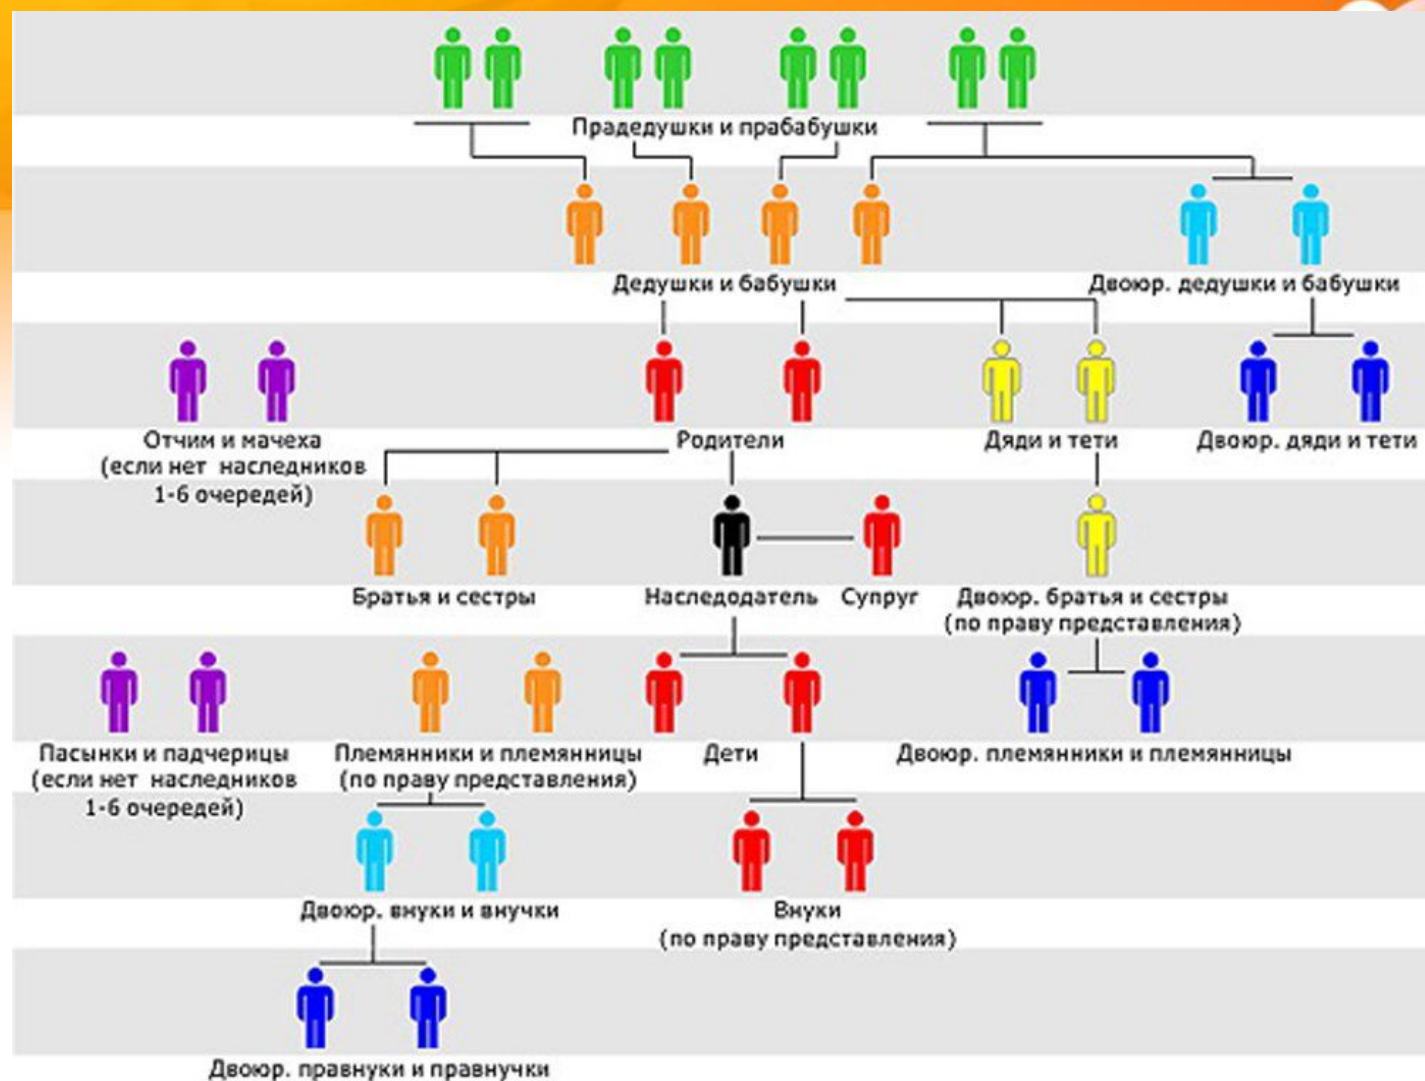 Прадедушки и прабабушки
Дедушки и бабушки
Двоюр. дедушки и бабушки
Отчим и мачеха
(если нет наследников
1-6 очередей)
Родители
Дяди и тети
Двоюр. дяди и тети
Братья и сестры
Наследодатель
Супруг
Двоюр. братья и сестры
(по праву представления)
Пасынки и падчерицы
(если нет наследников
1-6 очередей)
Племянники и племянницы
(по праву представления)
Дети
Двоюр. племянники и племянницы
Двоюр. внуки и внучки
Внуки
(по праву представления)
Двоюр. правнуки и правнучки